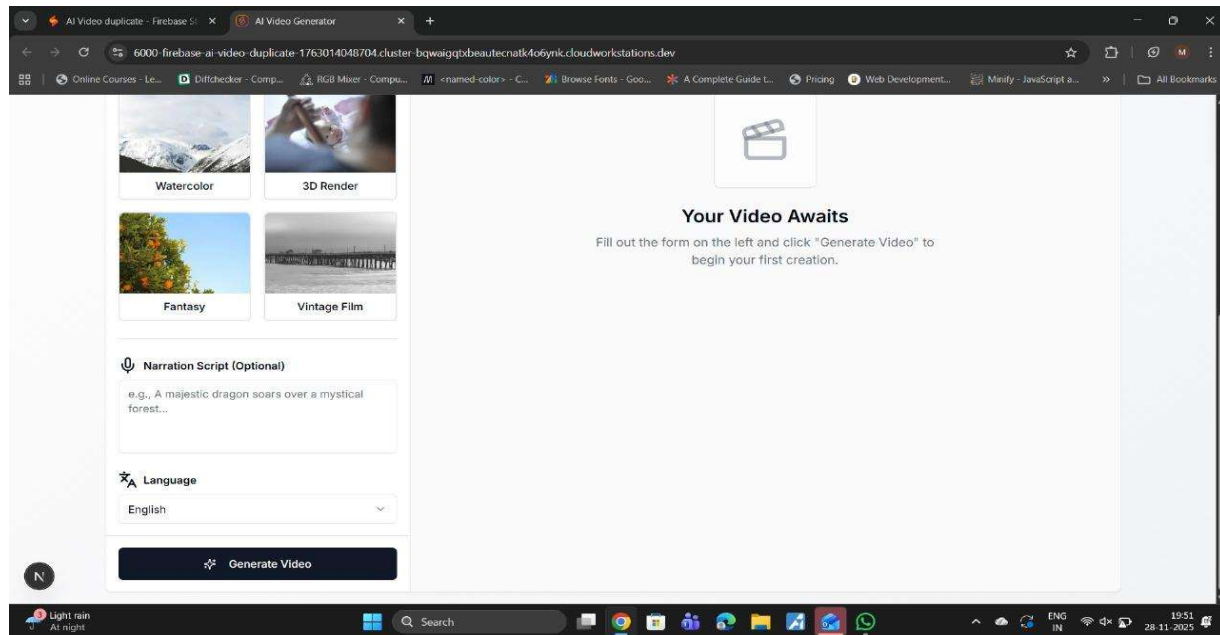 AI Video duplicate - Firebase St
AI Video Generator
6000-firebase-ai-video-duplicate-1763014048704.cluster-bqwaigqtxbeautecnatk4o6ynk.cloudworkstations.dev
M
Online Courses - Le...
Diffchecker - Comp...
RGB Mixer - Compu...
<named-color> - C...
Browse Fonts - Goo...
A Complete Guide t...
Pricing
Web Development...
Minify - JavaScript a...
All Bookmarks
Watercolor
3D Render
Fantasy
Vintage Film
Narration Script (Optional)
e.g., A majestic dragon soars over a mystical
forest...
Language
English
Generate Video
Your Video Awaits
Fill out the form on the left and click "Generate Video" to
begin your first creation.
N
3
Light rain
At night
Search
ENG
IN
19:51
28-11-2025